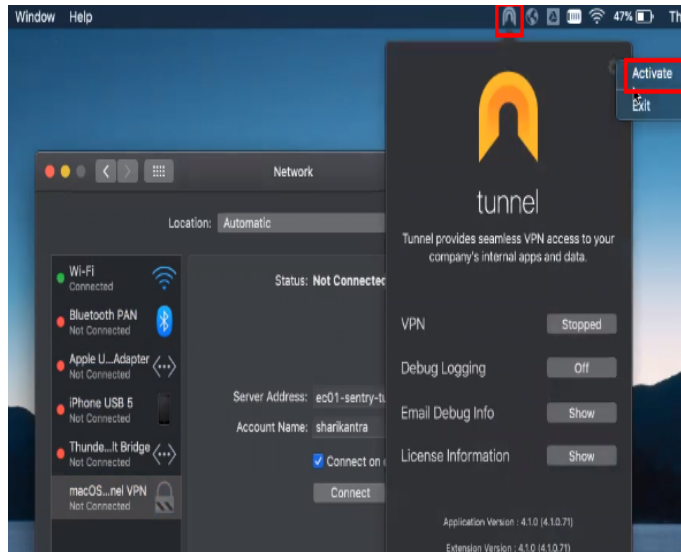 Window Help
47%
Th
Activate
Exit
Network
Location: Automatic
tunnel
Tunnel provides seamless VPN access to your
company's internal apps and data.
Wi-Fi
Connected
Status: Not Connected
Bluetooth PAN
Not Connected
VPN Stopped
Apple U...Adapter
Not Connected
Debug Logging Off
iPhone USB 5
Not Connected
Server Address: ec01-sentry-tu
Account Name: sharikantra
Email Debug Info Show
Thunde...lt Bridge
Not Connected
Connect on
License Information Show
macOS...nel VPN
Not Connected
Connect
Application Version : 4.1.0 (4.1.0.71)
Extension Version : 4.1.0 (4.1.0.71)